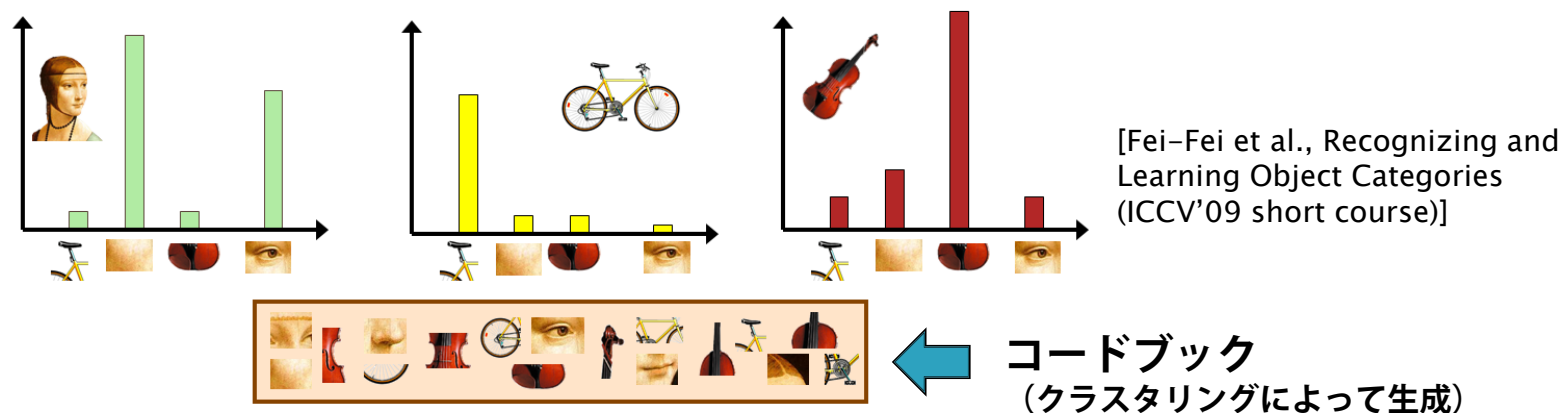 [Fei-Fei et al., Recognizing and
Learning Object Categories
(ICCV’09 short course)]
コードブック
（クラスタリングによって生成）